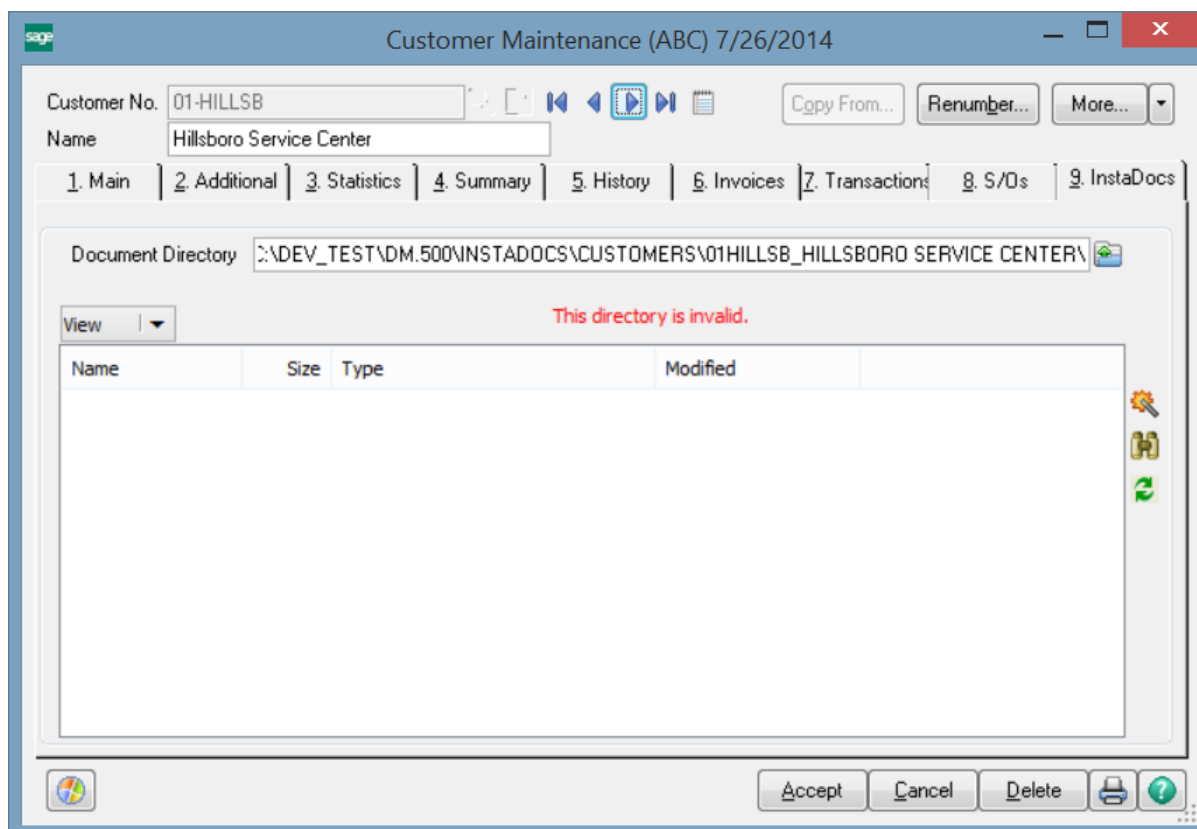 sage
Customer Maintenance (ABC) 7/26/2014
Customer No. 01-HILLSB Copy From... Renumber... More...
Name Hillsboro Service Center
1. Main 2. Additional 3. Statistics 4. Summary 5. History 6. Invoices 7. Transactions 8. S/Os 9. InstaDocs
Document Directory C:\DEV_TEST\DM.500\INSTADOCS\CUSTOMERS\01HILLSB_HILLSBORO SERVICE CENTER\
View This directory is invalid.
Name Size Type Modified
Accept Cancel Delete